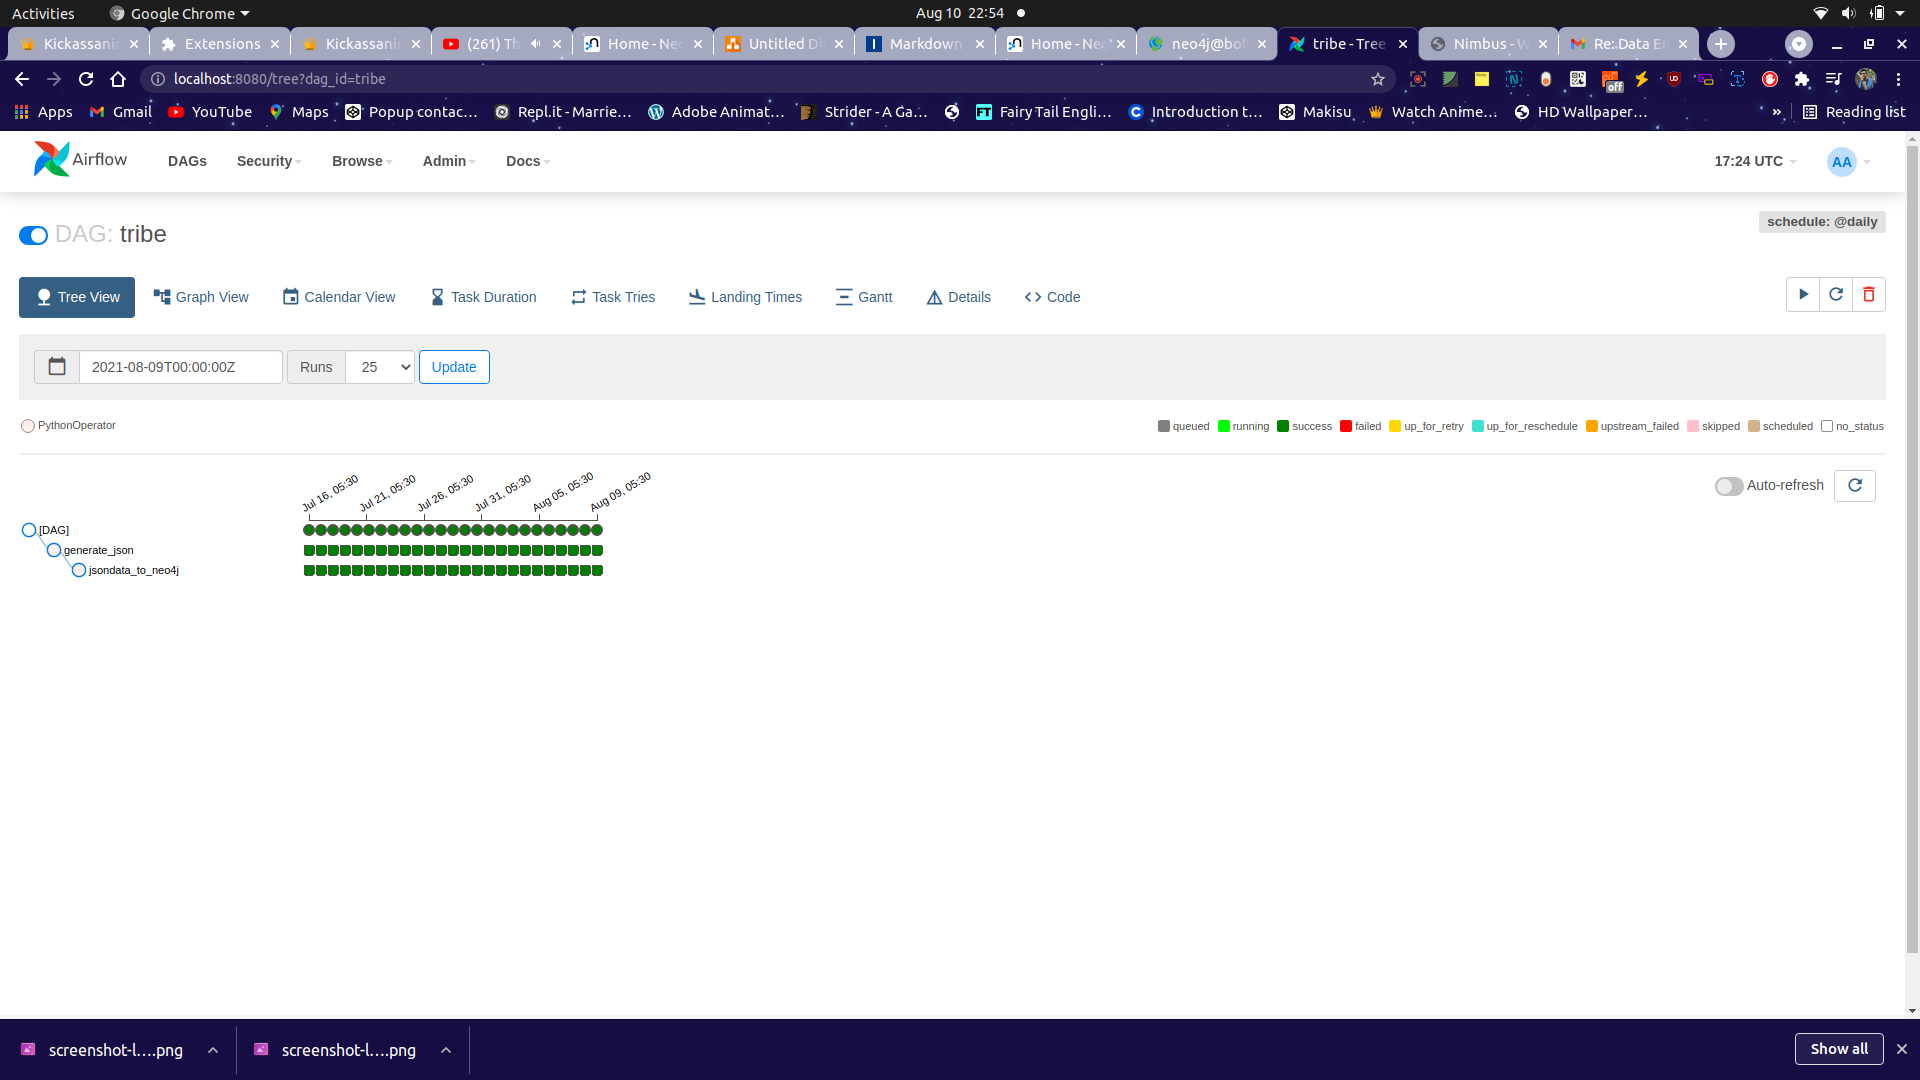 Activities Google Chrome Aug 10 22:54
Kickassani Extensions Kickassani (261) Th Home - Neo Untitled Di Markdown Home - Nea neo4j@bol tribe - Tree Nimbus - W Re: Data En
localhost:8080/tree?dag_id=tribe off
Apps Gmail YouTube Maps Popup contac... Repl.it - Marrie... Adobe Animat... Strider - A Ga... Fairy Tail Engli... Introduction t... Makisu Watch Anime... HD Wallpaper... » Reading list
Airflow DAGs Security Browse Admin Docs 17:24 UTC AA
DAG: tribe schedule: @daily
Tree View Graph View Calendar View Task Duration Task Tries Landing Times Gantt Details <> Code
2021-08-09T00:00:00Z Runs 25 Update
PythonOperator queued running success failed up_for_retry up_for_reschedule upstream_failed skipped scheduled no_status
Jul 16, 05:30 Jul 21, 05:30 Jul 26, 05:30 Jul 31, 05:30 Aug 05, 05:30 Aug 09, 05:30
Auto-refresh
[DAG]
generate_json
jsondata_to_neo4j
screenshot-l....png screenshot-l....png Show all